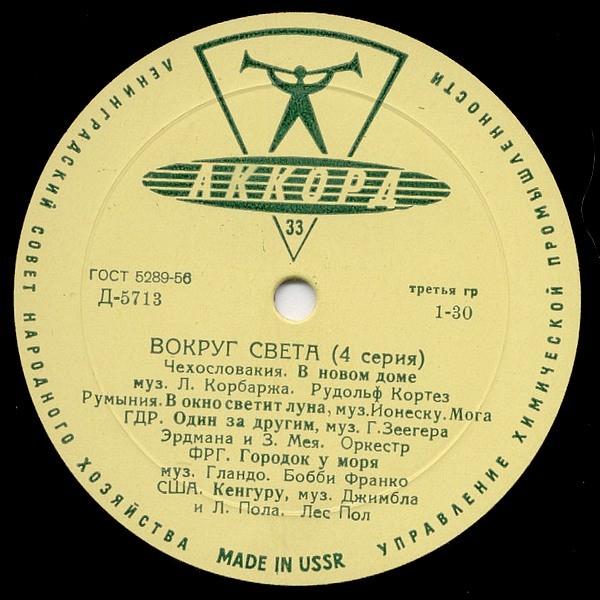 ЛЕНИНГРАДСКИЙ СОВЕТ НАРОДНОГО ХОЗЯЙСТВА
УПРАВЛЕНИЕ ХИМИЧЕСКОЙ ПРОМЫШЛЕННОСТИ
АККОРД
33
ГОСТ 5289-56
Д-5713
третья гр
1-30
ВОКРУГ СВЕТА (4 серия)
Чехословакия. В новом доме
муз. Л. Корбаржа. Рудольф Кортез
Румыния. В окно светит луна, муз. Ионеску. Мога
ГДР. Один за другим, муз. Г. Зеегера
Эрдмана и З. Мея. Оркестр
ФРГ. Городок у моря
муз. Гландо. Бобби Франко
США. Кенгуру, муз. Джимбла
и Л. Пола. Лес Пол
MADE IN USSR